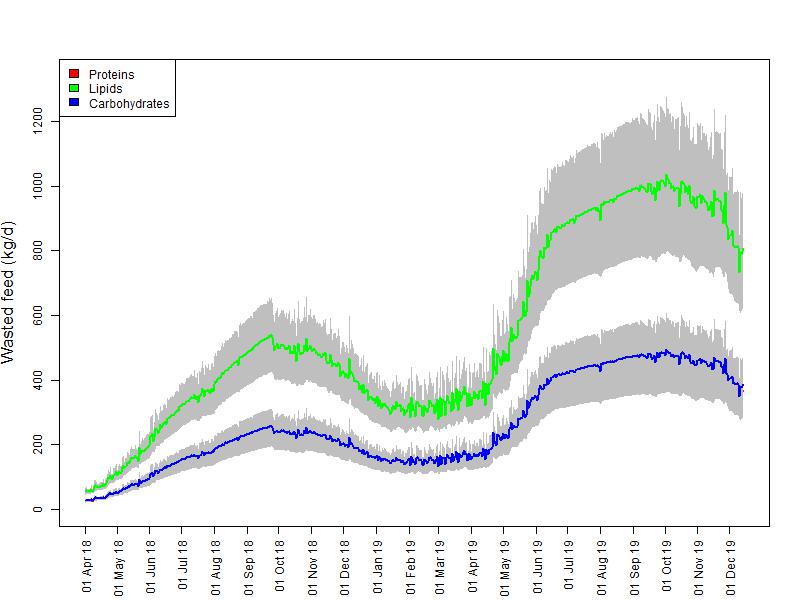 Proteins
Lipids
Carbohydrates
Wasted feed (kg/d)
1200
1000
800
600
400
200
0
01 Apr 18
01 May 18
01 Jun 18
01 Jul 18
01 Aug 18
01 Sep 18
01 Oct 18
01 Nov 18
01 Dec 18
01 Jan 19
01 Feb 19
01 Mar 19
01 Apr 19
01 May 19
01 Jun 19
01 Jul 19
01 Aug 19
01 Sep 19
01 Oct 19
01 Nov 19
01 Dec 19